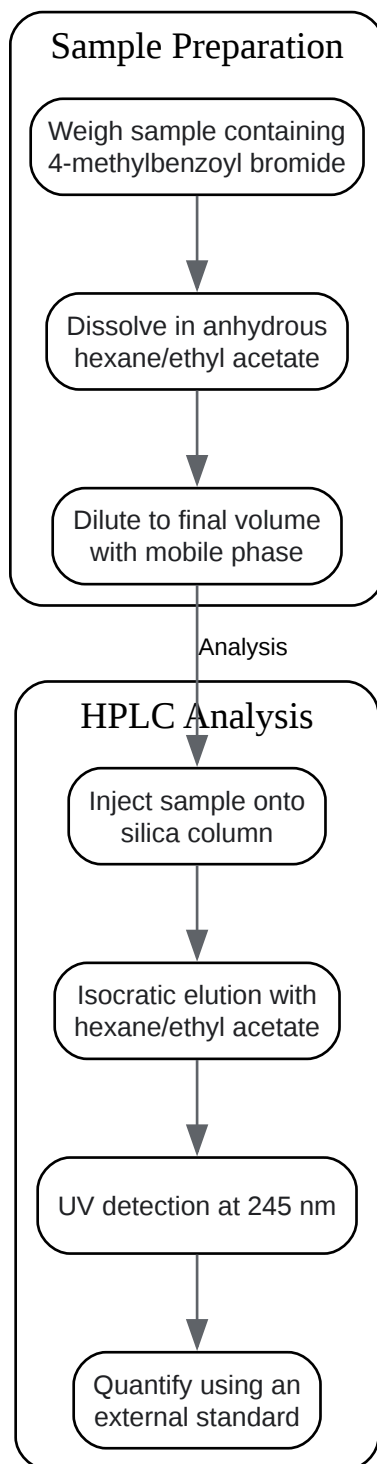 Sample Preparation
Weigh sample containing
4-methylbenzoyl bromide
Dissolve in anhydrous
hexane/ethyl acetate
Dilute to final volume
with mobile phase
Analysis
HPLC Analysis
Inject sample onto
silica column
Isocratic elution with
hexane/ethyl acetate
UV detection at 245 nm
Quantify using an
external standard